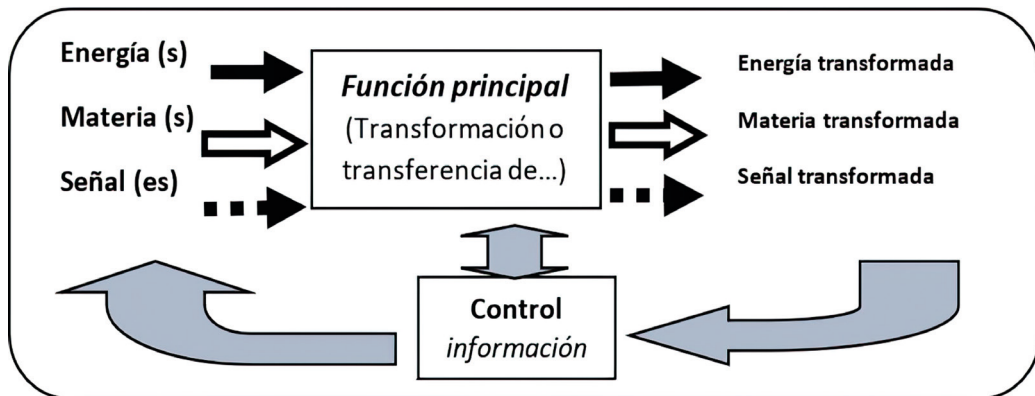 Energía (s)
Materia (s)
Señal (es)
Función principal
(Transformación o
transferencia de...)
Energía transformada
Materia transformada
Señal transformada
Control
información